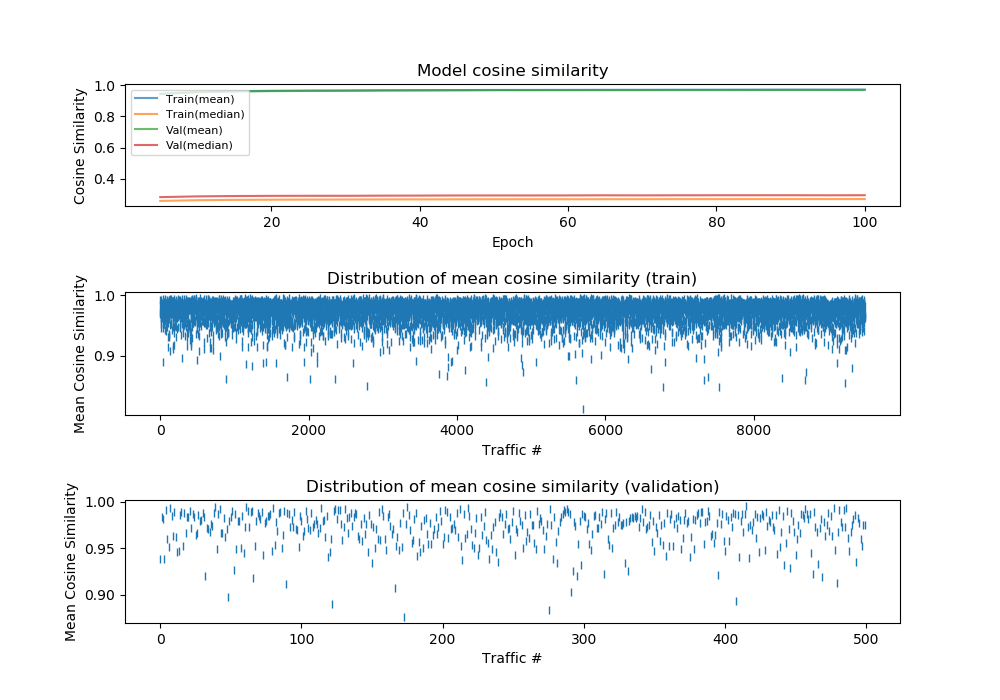 Model cosine similarity
Cosine Similarity
1.0
0.8
0.6
0.4
Train(mean)
Train(median)
Val(mean)
Val(median)
20 40 60 80 100
Epoch
Distribution of mean cosine similarity (train)
Mean Cosine Similarity
1.0
0.9
0 2000 4000 6000 8000
Traffic #
Distribution of mean cosine similarity (validation)
Mean Cosine Similarity
1.00
0.95
0.90
0 100 200 300 400 500
Traffic #